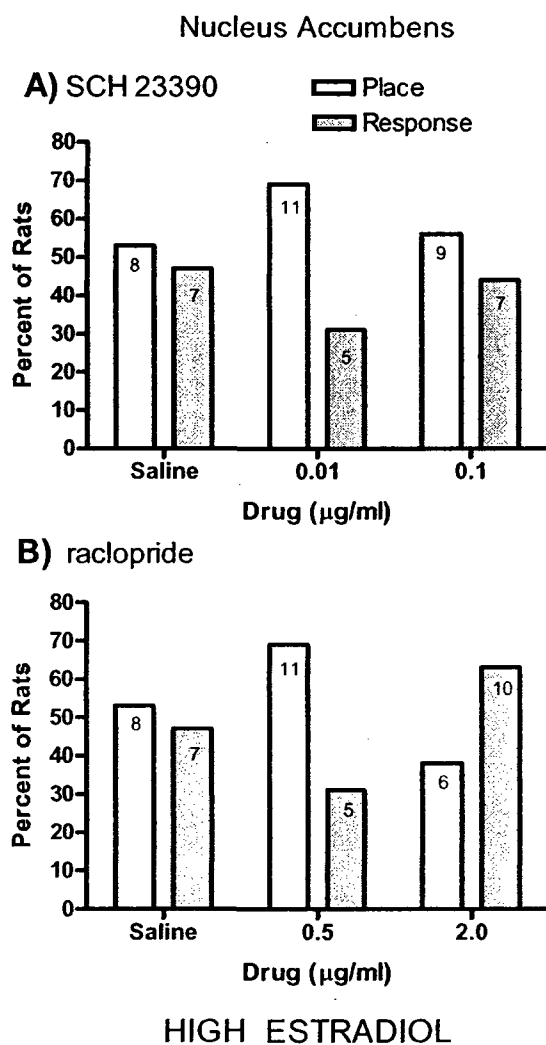 Nucleus Accumbens
A) SCH 23390
Place
Response
Percent of Rats
80
70
60
50
40
30
20
10
0
8
7
11
5
9
7
Saline
0.01
0.1
Drug (μg/ml)
B) raclopride
Percent of Rats
80
70
60
50
40
30
20
10
0
8
7
11
5
6
10
Saline
0.5
2.0
Drug (μg/ml)
HIGH ESTRADIOL